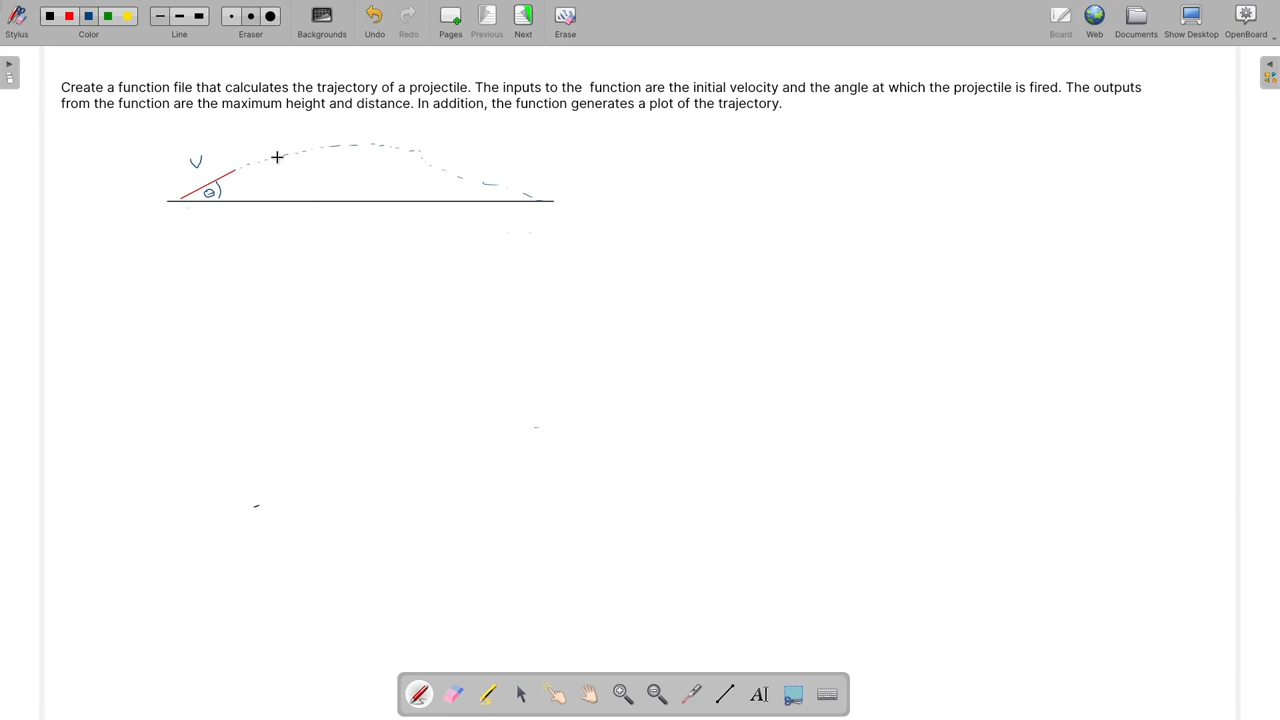 Stylus Color Line Eraser Backgrounds Undo Redo Pages Previous Next Erase Board Web Documents Show Desktop OpenBoard
Create a function file that calculates the trajectory of a projectile. The inputs to the  function are the initial velocity and the angle at which the projectile is fired. The outputs
from the function are the maximum height and distance. In addition, the function generates a plot of the trajectory.
V
θ
AI